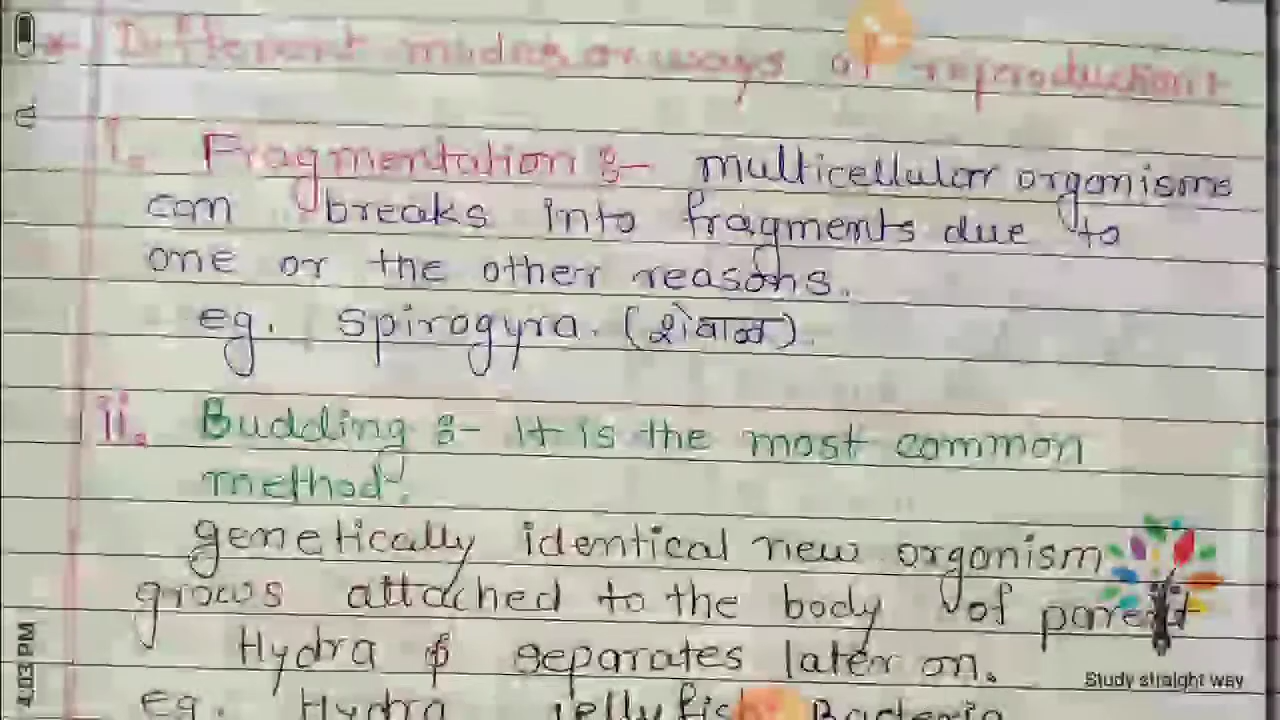 * Different modes or ways of reproduction:
i. Fragmentation :- multicellular organisms
can breaks into fragments due to
one or the other reasons.
eg. Spirogyra. (शेवाळ).
ii. Budding :- It is the most common
method.
genetically identical new organism
grows attached to the body of parent
Hydra & separates later on.
eg. Hydra Jellyfish Bacteria
Study straight way
4:03 PM